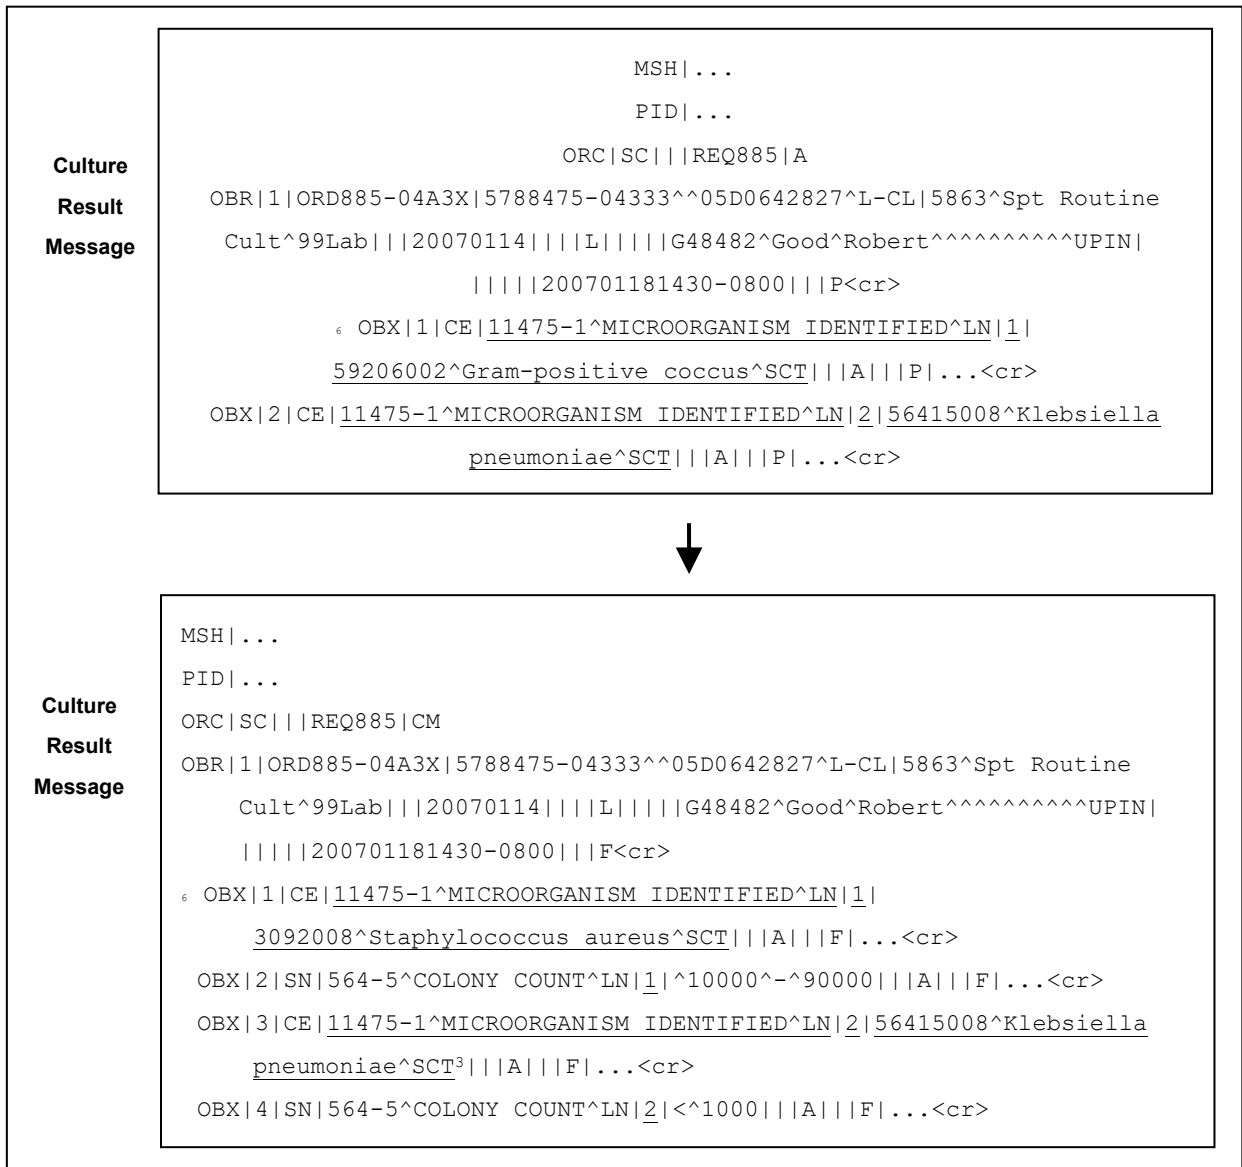 Culture
Result
Message
MSH|...
PID|...
ORC|SC|||REQ885|A
OBR|1|ORD885-04A3X|5788475-04333^^05D0642827^L-CL|5863^Spt Routine
Cult^99Lab|||20070114||||L|||||G48482^Good^Robert^^^^^^^^^^UPIN|
|||||200701181430-0800|||P<cr>
6 OBX|1|CE|11475-1^MICROORGANISM IDENTIFIED^LN|1|
59206002^Gram-positive coccus^SCT|||A|||P|...<cr>
OBX|2|CE|11475-1^MICROORGANISM IDENTIFIED^LN|2|56415008^Klebsiella
pneumoniae^SCT|||A|||P|...<cr>
Culture
Result
Message
MSH|...
PID|...
ORC|SC|||REQ885|CM
OBR|1|ORD885-04A3X|5788475-04333^^05D0642827^L-CL|5863^Spt Routine
Cult^99Lab|||20070114||||L|||||G48482^Good^Robert^^^^^^^^^^UPIN|
|||||200701181430-0800|||F<cr>
6 OBX|1|CE|11475-1^MICROORGANISM IDENTIFIED^LN|1|
3092008^Staphylococcus aureus^SCT|||A|||F|...<cr>
OBX|2|SN|564-5^COLONY COUNT^LN|1|^10000^-^90000|||A|||F|...<cr>
OBX|3|CE|11475-1^MICROORGANISM IDENTIFIED^LN|2|56415008^Klebsiella
pneumoniae^SCT³|||A|||F|...<cr>
OBX|4|SN|564-5^COLONY COUNT^LN|2|<^1000|||A|||F|...<cr>